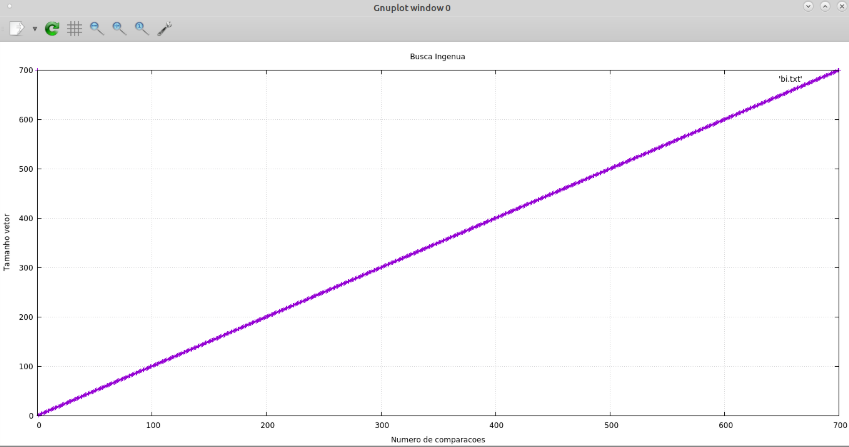 Gnuplot window 0
Busca Ingenua
'bi.txt'
700
600
500
400
300
200
100
0
Tamanho vetor
0 100 200 300 400 500 600 700
Numero de comparacoes